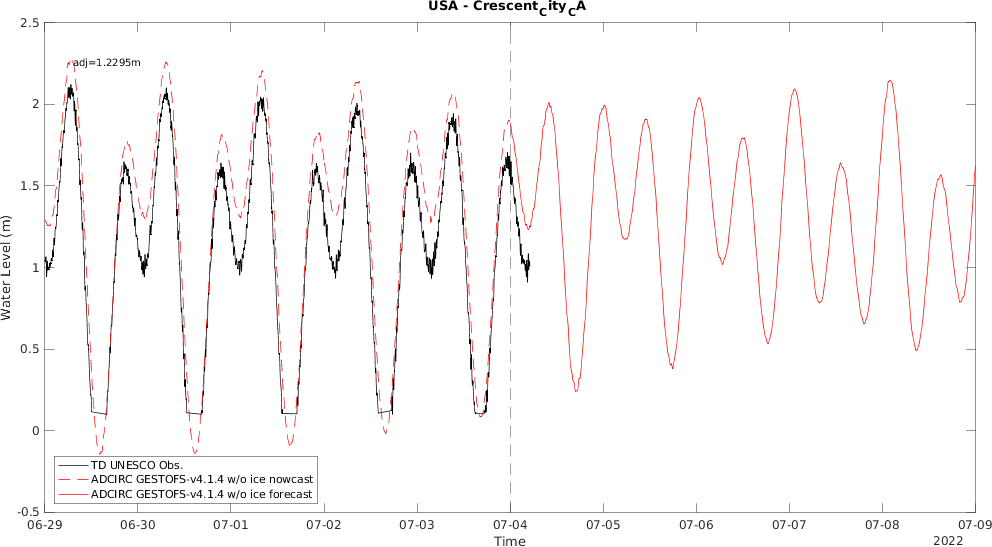 USA - Crescent_City_CA
adj=1.2295m
2.5
2
1.5
1
0.5
0
-0.5
Water Level (m)
TD UNESCO Obs.
ADCIRC GESTOFS-v4.1.4 w/o ice nowcast
ADCIRC GESTOFS-v4.1.4 w/o ice forecast
06-29 06-30 07-01 07-02 07-03 07-04 07-05 07-06 07-07 07-08 07-09
Time
2022